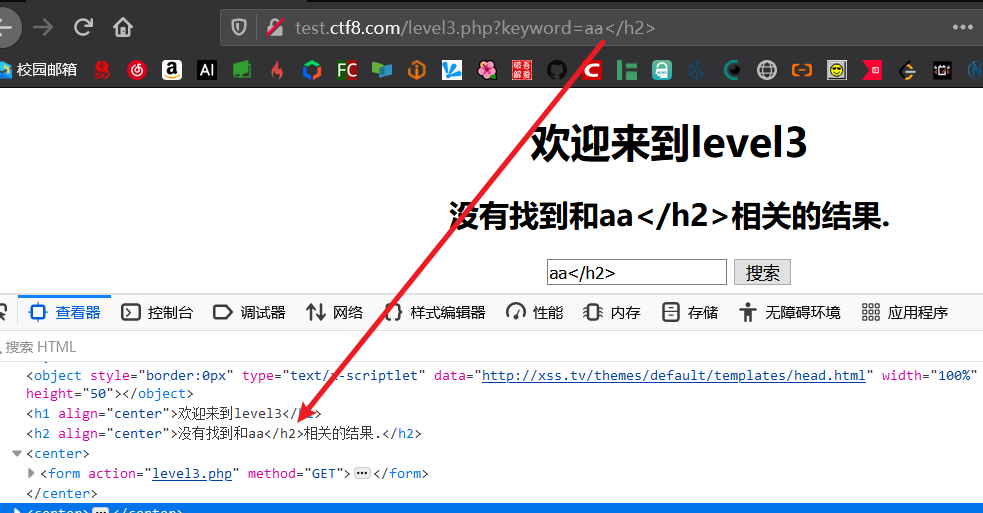 test.ctf8.com/level3.php?keyword=aa</h2>
校园邮箱 a AI FC C
欢迎来到level3
没有找到和aa</h2>相关的结果.
aa</h2> 搜索
查看器 控制台 调试器 网络 样式编辑器 性能 内存 存储 无障碍环境 应用程序
搜索 HTML
<object style="border:0px" type="text/x-scriptlet" data="http://xss.tv/themes/default/templates/head.html" width="100%"
height="50"></object>
<h1 align="center">欢迎来到level3</h1>
<h2 align="center">没有找到和aa</h2>相关的结果.</h2>
<center>
<form action="level3.php" method="GET"></form>
</center>
<center></center>